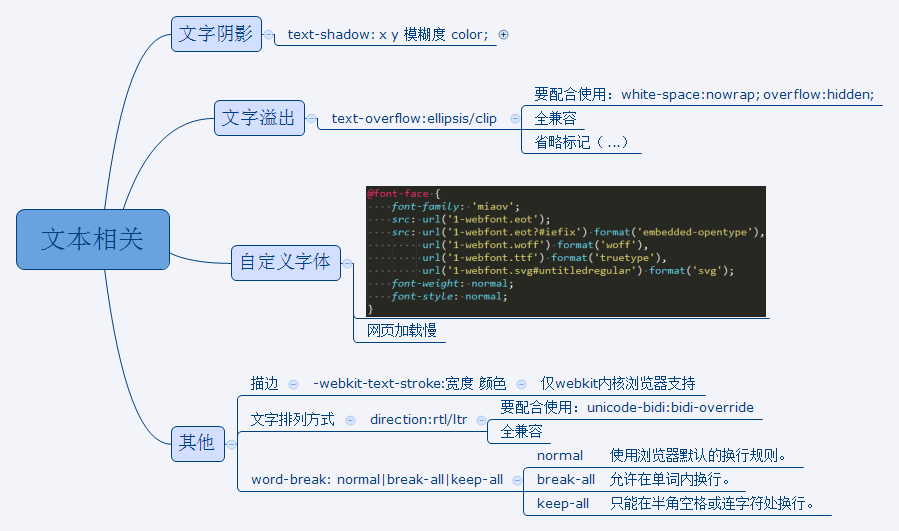 文字阴影
text-shadow: x y 模糊度 color;
文字溢出
text-overflow:ellipsis/clip
要配合使用：white-space:nowrap; overflow:hidden;
全兼容
省略标记（ ...）
文本相关
自定义字体
@font-face {
font-family: 'miaov';
src: url('1-webfont.eot');
src: url('1-webfont.eot?#iefix') format('embedded-opentype'),
url('1-webfont.woff') format('woff'),
url('1-webfont.ttf') format('truetype'),
url('1-webfont.svg#untitledregular') format('svg');
font-weight: normal;
font-style: normal;
}
网页加载慢
其他
描边
-webkit-text-stroke:宽度 颜色
仅webkit内核浏览器支持
文字排列方式
direction:rtl/ltr
要配合使用：unicode-bidi:bidi-override
全兼容
word-break: normal|break-all|keep-all
normal 使用浏览器默认的换行规则。
break-all 允许在单词内换行。
keep-all 只能在半角空格或连字符处换行。